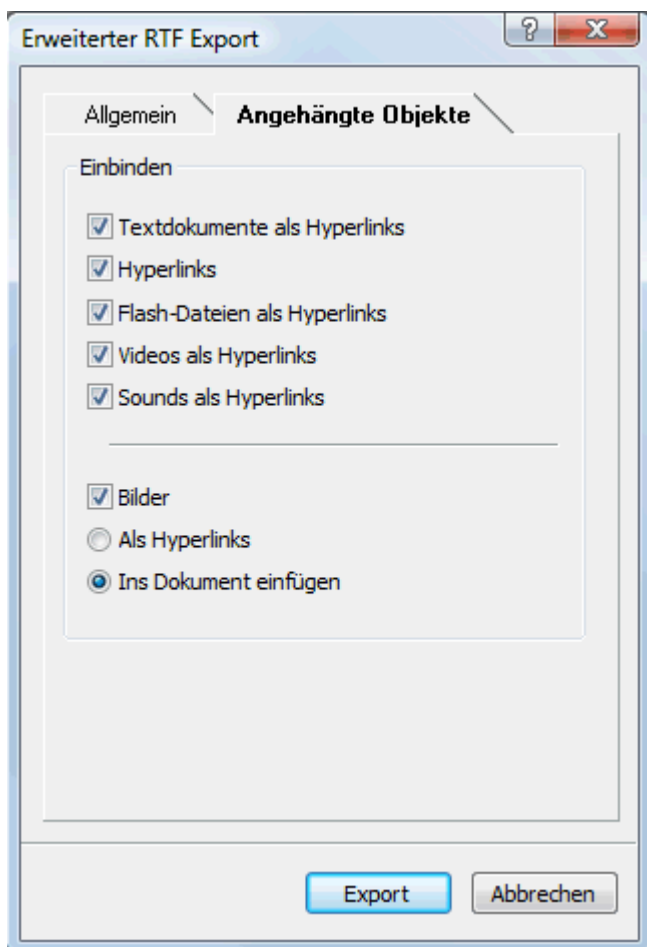 Erweiterter RTF Export
Allgemein
Angehängte Objekte
Einbinden
Textdokumente als Hyperlinks
Hyperlinks
Flash-Dateien als Hyperlinks
Videos als Hyperlinks
Sounds als Hyperlinks
Bilder
Als Hyperlinks
Ins Dokument einfügen
Export
Abbrechen